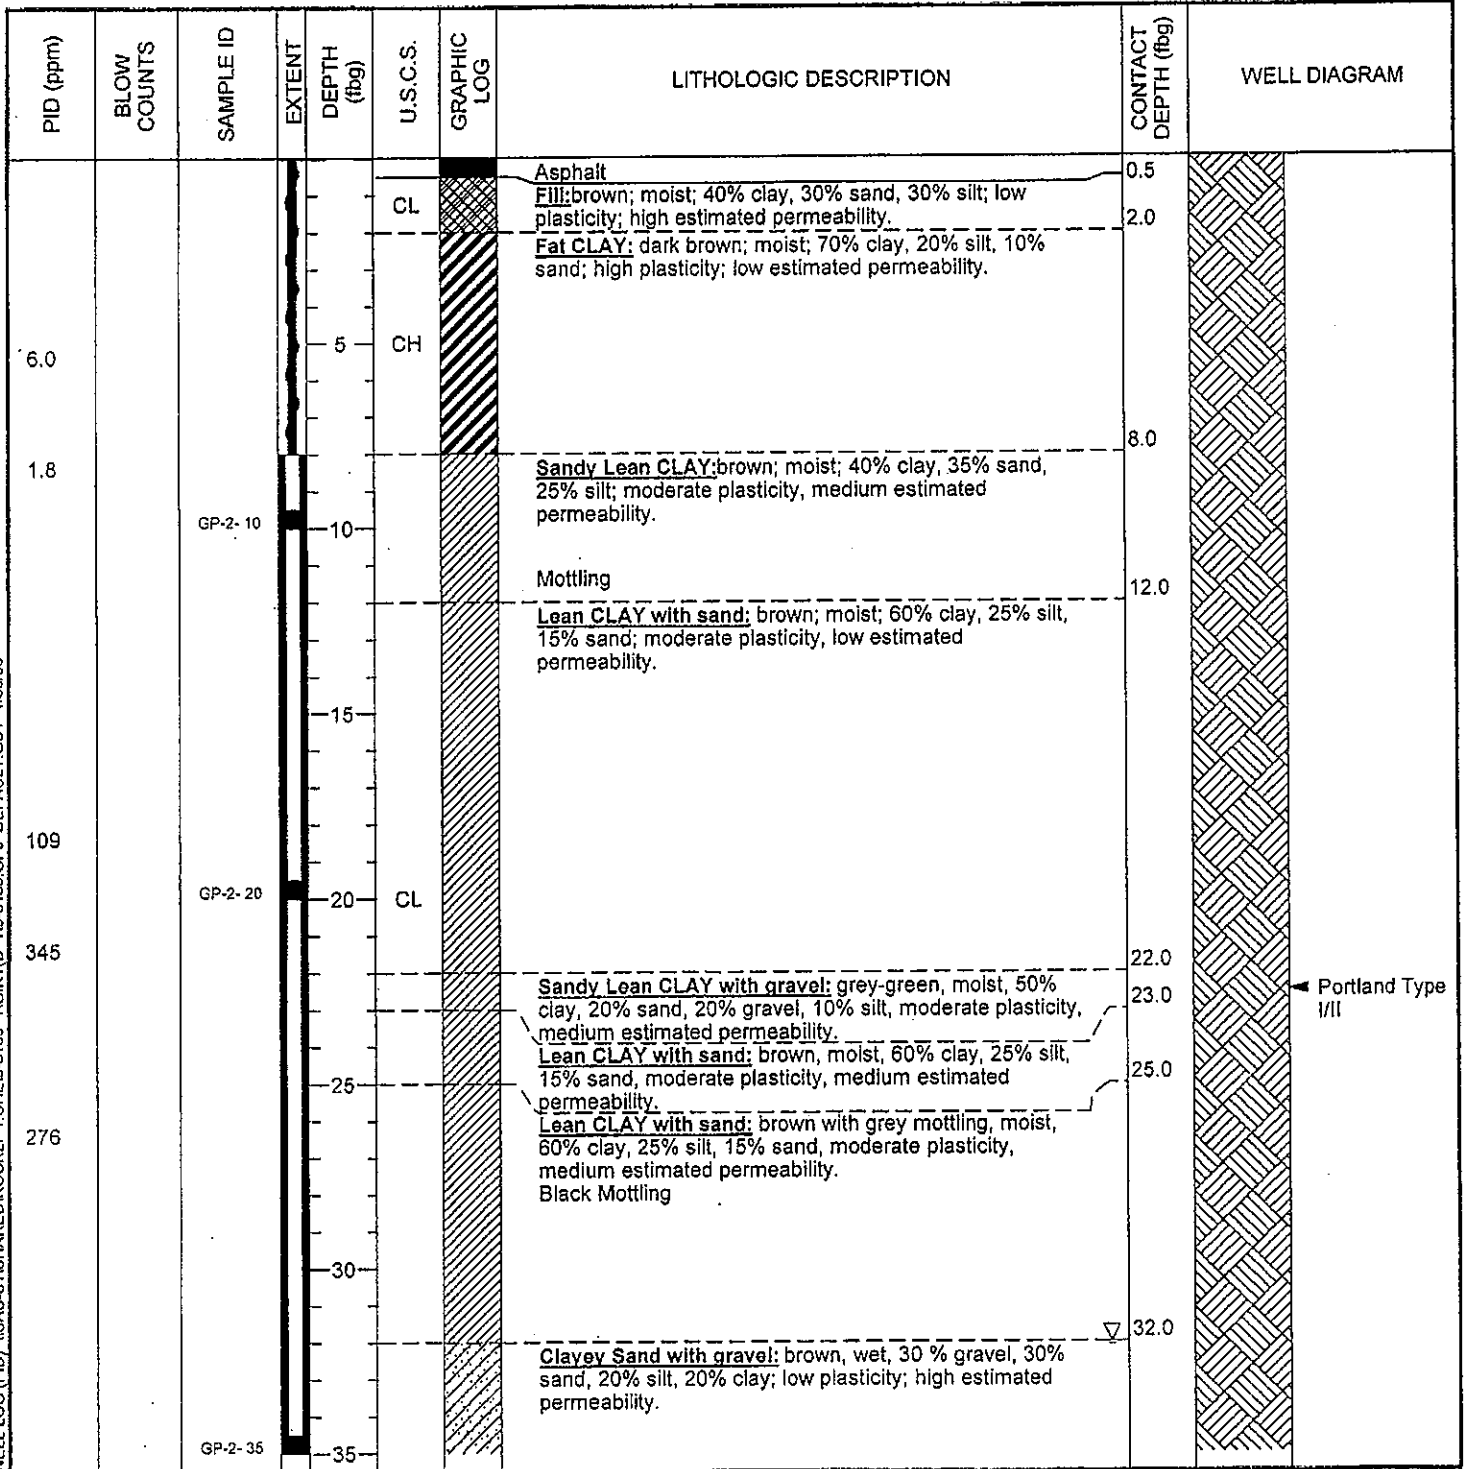 PID (ppm)
BLOW COUNTS
SAMPLE ID
EXTENT
DEPTH (fbg)
U.S.C.S.
GRAPHIC LOG
LITHOLOGIC DESCRIPTION
CONTACT DEPTH (fbg)
WELL DIAGRAM
Asphalt
0.5
CL
Fill:brown; moist; 40% clay, 30% sand, 30% silt; low
plasticity; high estimated permeability.
2.0
Fat CLAY: dark brown; moist; 70% clay, 20% silt, 10%
sand; high plasticity; low estimated permeability.
6.0
5
CH
8.0
1.8
Sandy Lean CLAY:brown; moist; 40% clay, 35% sand,
25% silt; moderate plasticity, medium estimated
permeability.
GP-2-10
10
Mottling
12.0
Lean CLAY with sand: brown; moist; 60% clay, 25% silt,
15% sand; moderate plasticity, low estimated
permeability.
15
109
GP-2-20
20
CL
345
22.0
Sandy Lean CLAY with gravel: grey-green, moist, 50%
clay, 20% sand, 20% gravel, 10% silt, moderate plasticity,
medium estimated permeability.
23.0
Portland Type
I/II
Lean CLAY with sand: brown, moist, 60% clay, 25% silt,
15% sand, moderate plasticity, medium estimated
permeability.
25
25.0
276
Lean CLAY with sand: brown with grey mottling, moist,
60% clay, 25% silt, 15% sand, moderate plasticity,
medium estimated permeability.
Black Mottling
30
32.0
Clayey Sand with gravel: brown, wet, 30 % gravel, 30%
sand, 20% silt, 20% clay; low plasticity; high estimated
permeability.
GP-2-35
35